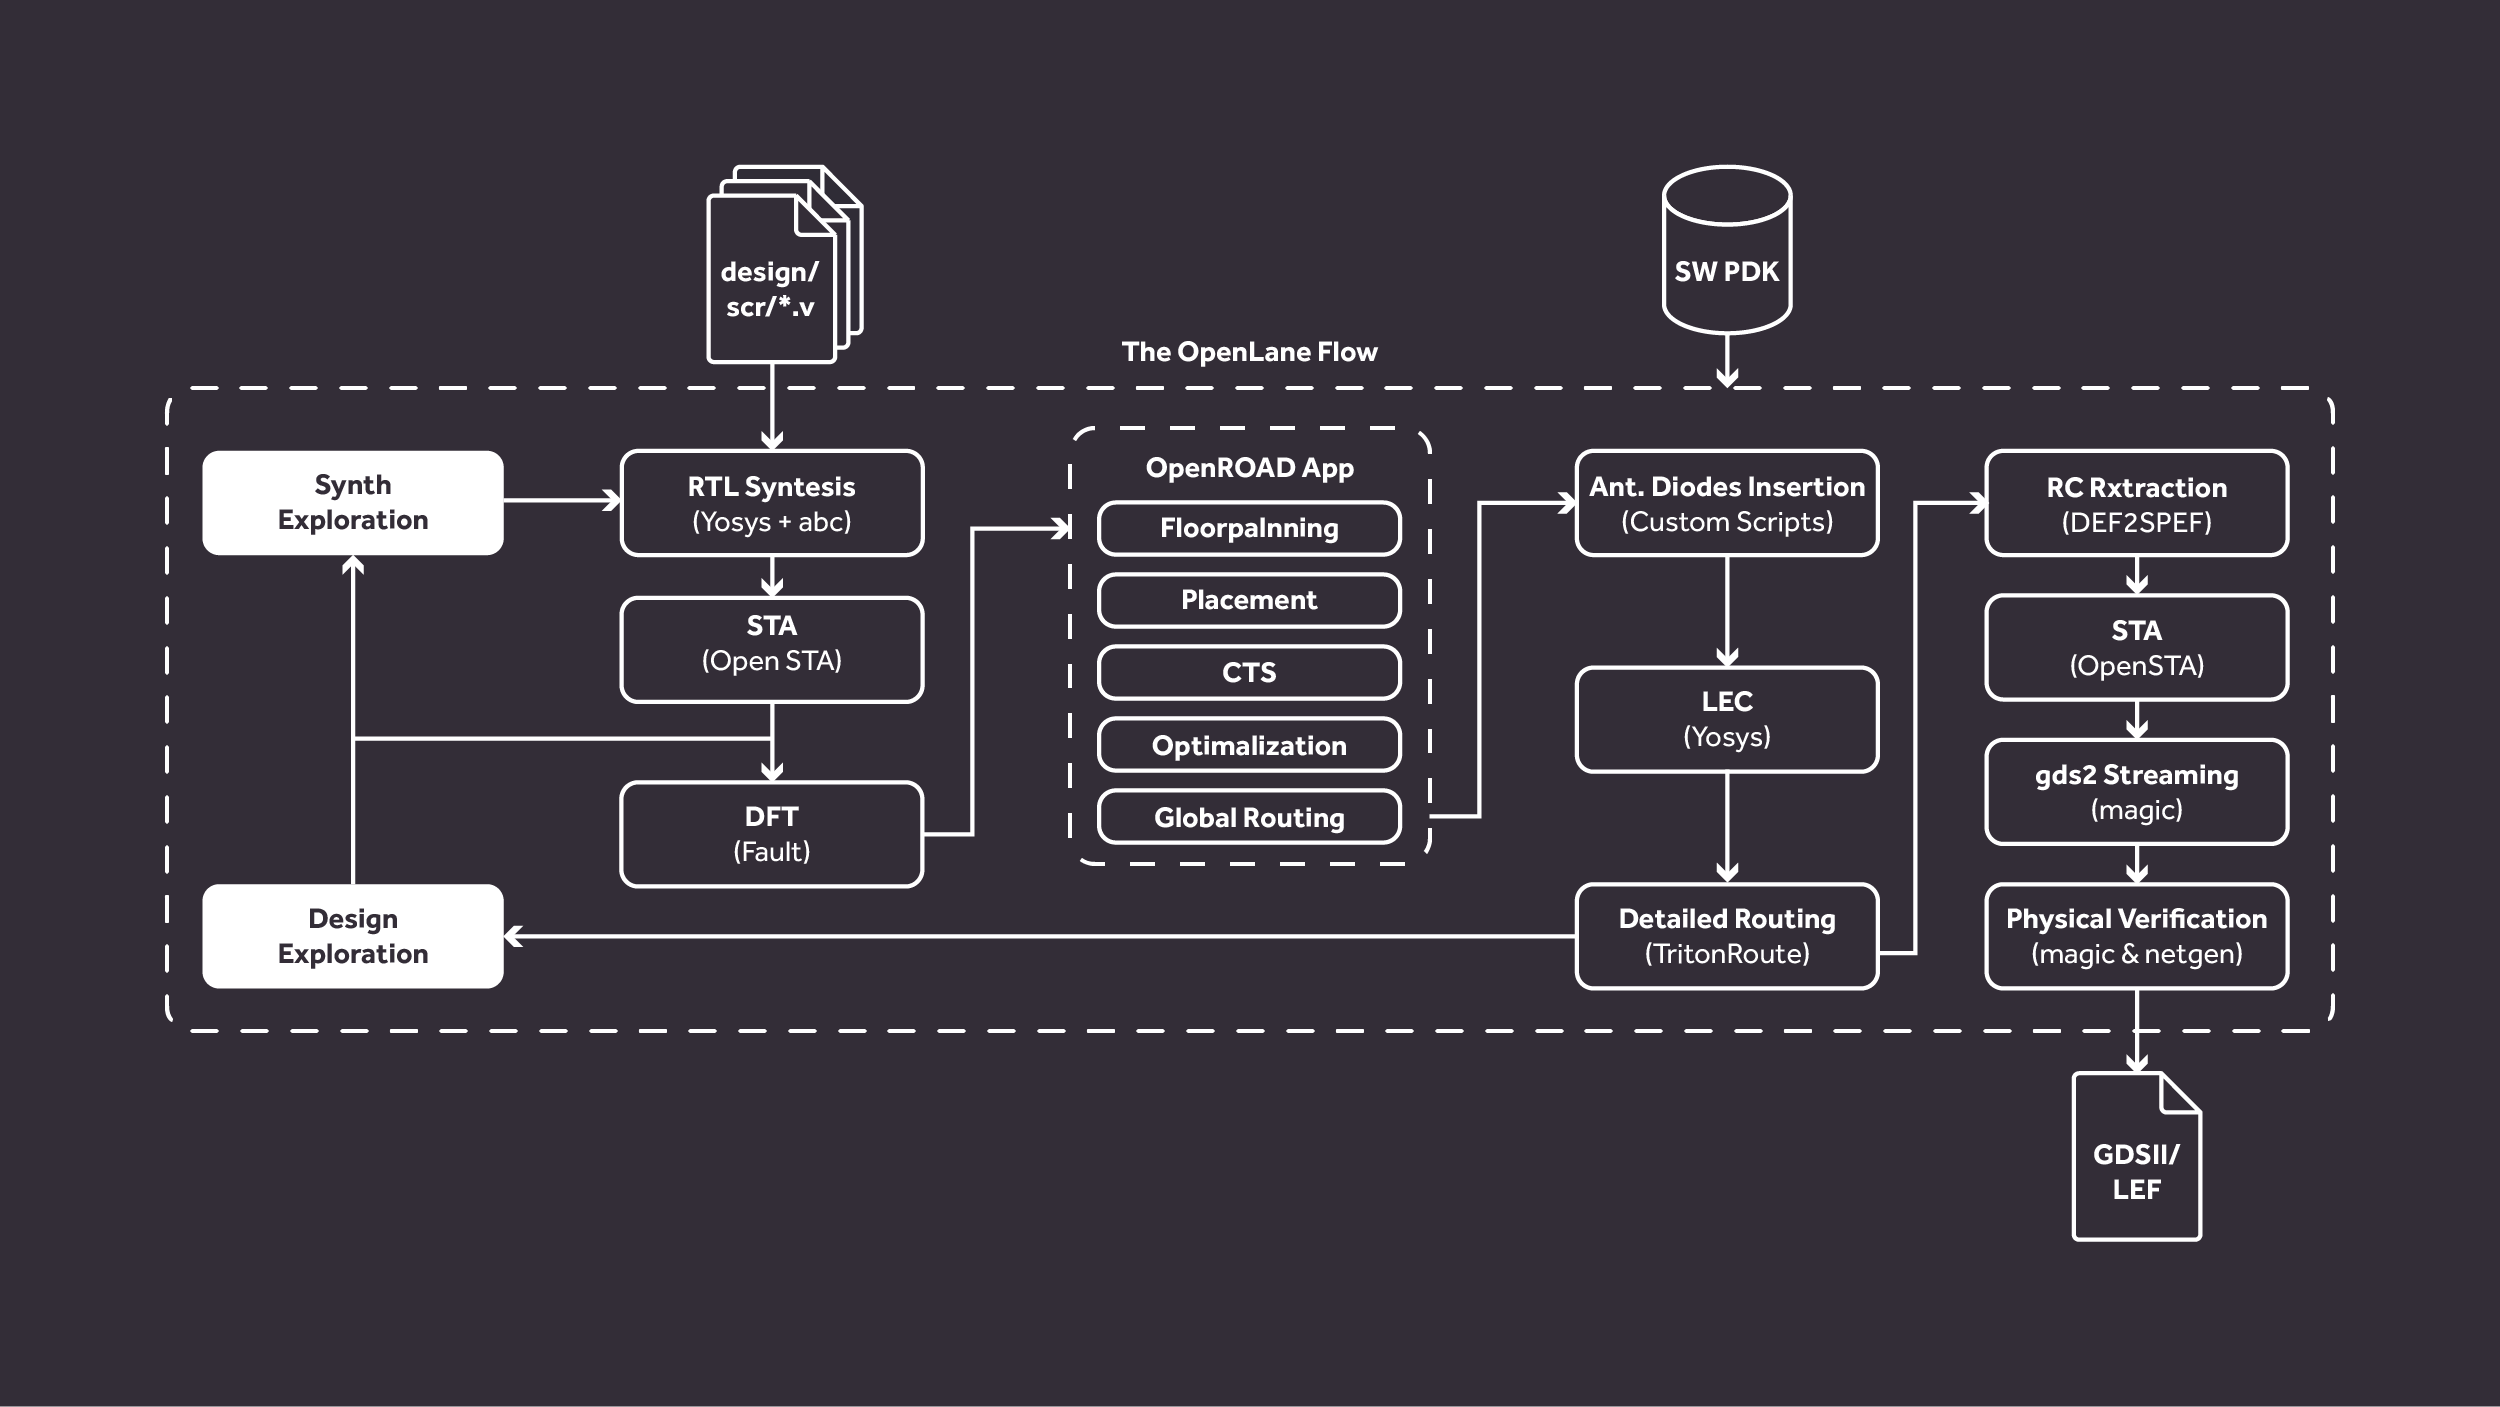 design/
scr/*.v
SW PDK
The OpenLane Flow
Synth
Exploration
RTL Syntesis
(Yosys + abc)
STA
(Open STA)
DFT
(Fault)
Design
Exploration
OpenROAD App
Floorpalnning
Placement
CTS
Optimalization
Global Routing
Ant. Diodes Insertion
(Custom Scripts)
LEC
(Yosys)
Detailed Routing
(TritonRoute)
RC Rxtraction
(DEF2SPEF)
STA
(OpenSTA)
gds2 Streaming
(magic)
Physical Verification
(magic & netgen)
GDSII/
LEF